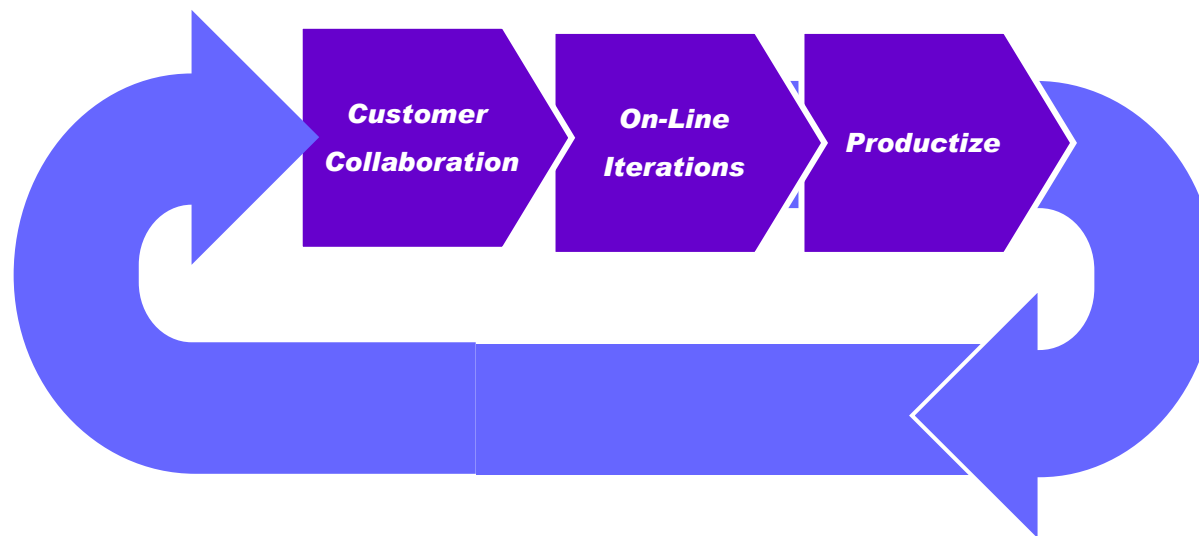 Customer
Collaboration
On-Line
Iterations
Productize